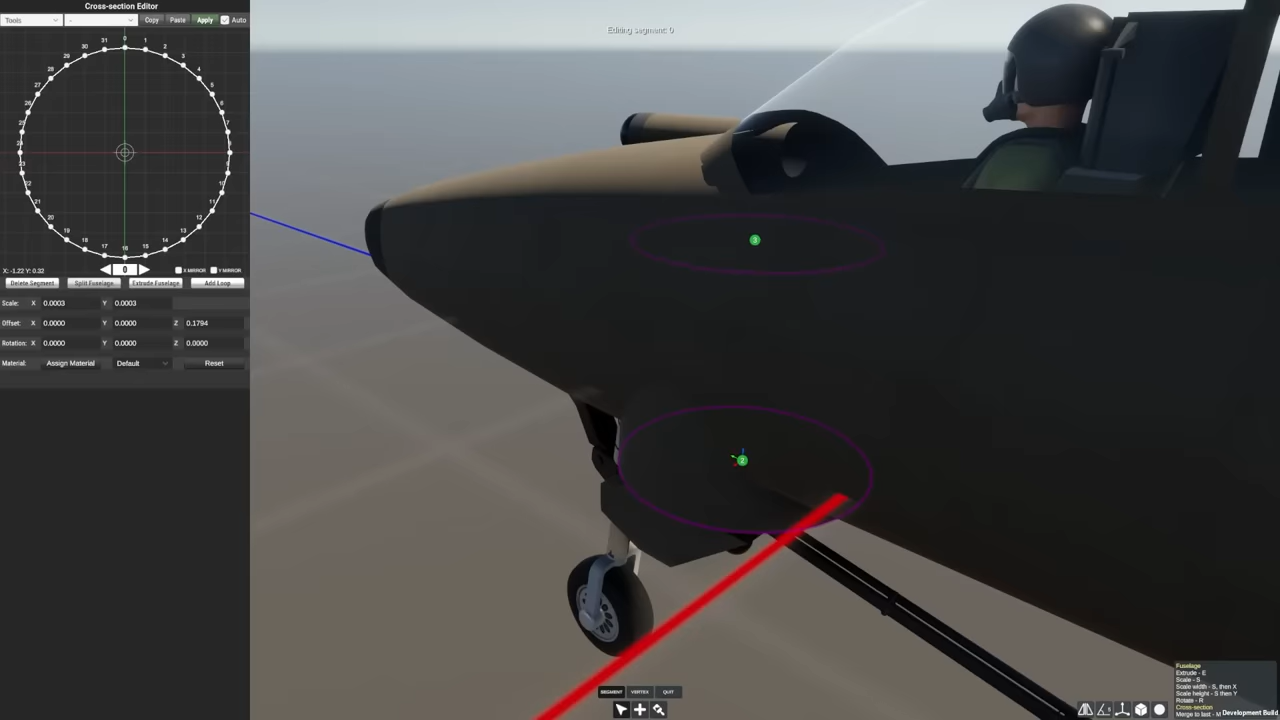 Cross-section Editor
Tools - Copy Paste Apply Auto
Editing segment: 0
31 0 1
30 2
29 3
28 4
27 5
26 6
7
23
22 10
21 11
20 12
19 13
18 17 16 15 14
X: -1.22 Y: 0.32 0 X MIRROR Y MIRROR
Delete Segment Split Fuselage Extrude Fuselage Add Loop
Scale: X 0.0003 Y 0.0003
Offset: X 0.0000 Y 0.0000 Z 0.1794
Rotation: X 0.0000 Y 0.0000 Z 0.0000
Material: Assign Material Default Reset
3
2
SEGMENT VERTEX QUIT
Fuselage
Extrude - E
Scale - S
Scale width - S, then X
Scale height - S then Y
Rotate - R
Cross-section
Merge to last - M
Development Build